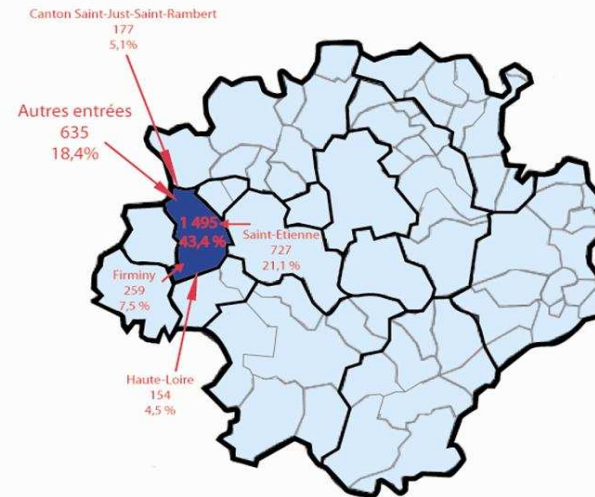 Canton Saint-Just-Saint-Rambert
177
5,1%
Autres entrées
635
18,4%
1 495
43,4 %
Saint-Etienne
727
21,1 %
Firminy
259
7,5 %
Haute-Loire
154
4,5 %